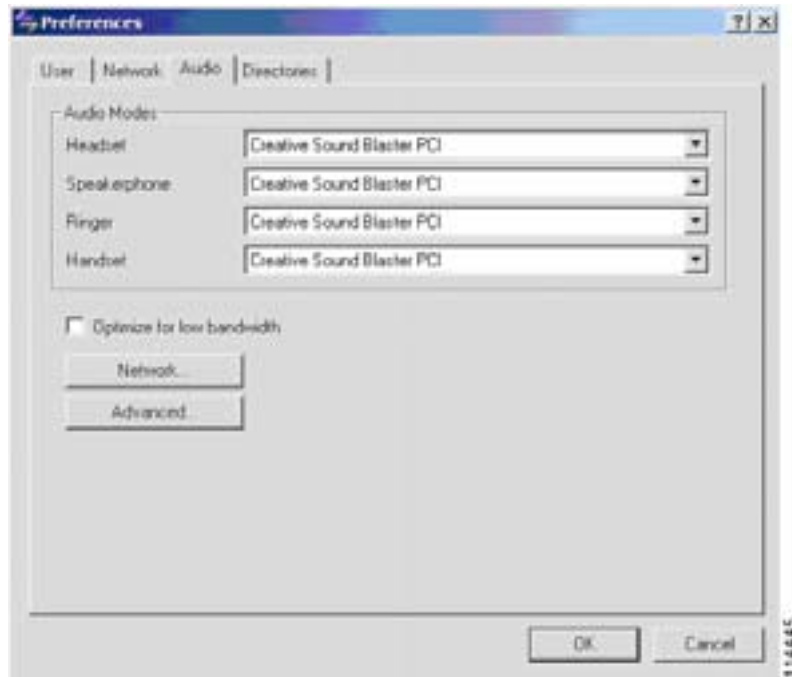 Preferences
User Network Audio Directories
Audio Modes
Headset Creative Sound Blaster PCI
Speakerphone Creative Sound Blaster PCI
Ringer Creative Sound Blaster PCI
Handset Creative Sound Blaster PCI
Optimize for low bandwidth
Network...
Advanced...
OK Cancel